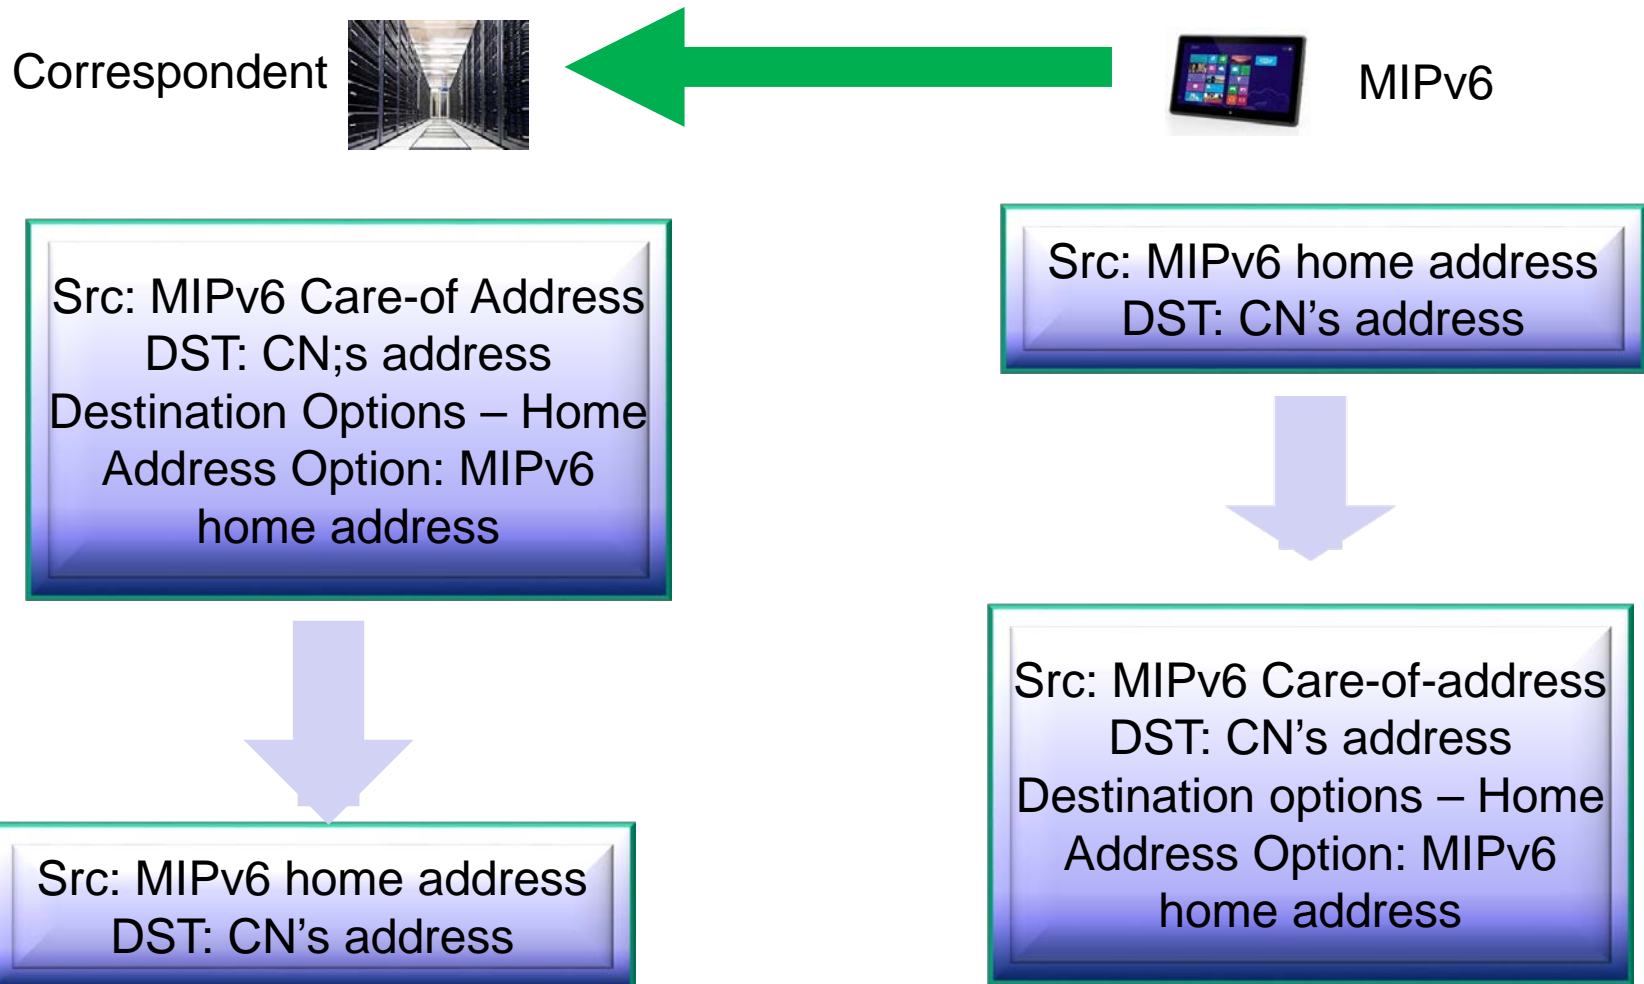 Correspondent
MIPv6
Src: MIPv6 Care-of Address
DST: CN;s address
Destination Options – Home
Address Option: MIPv6
home address
Src: MIPv6 home address
DST: CN’s address
Src: MIPv6 home address
DST: CN’s address
Src: MIPv6 Care-of-address
DST: CN’s address
Destination options – Home
Address Option: MIPv6
home address